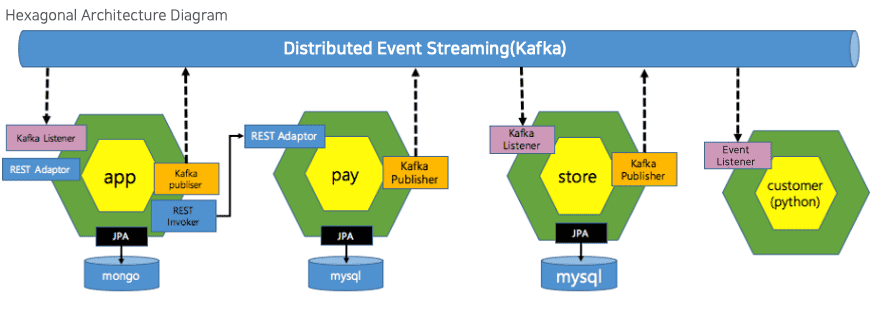 Hexagonal Architecture Diagram
Distributed Event Streaming(Kafka)
Kafka Listener
REST Adaptor
app
Kafka
publiser
REST
Invoker
JPA
mongo
REST Adaptor
pay
Kafka
Publisher
JPA
mysql
Kafka
Listener
store
Kafka
Publisher
JPA
mysql
Event
Listener
customer
(python)